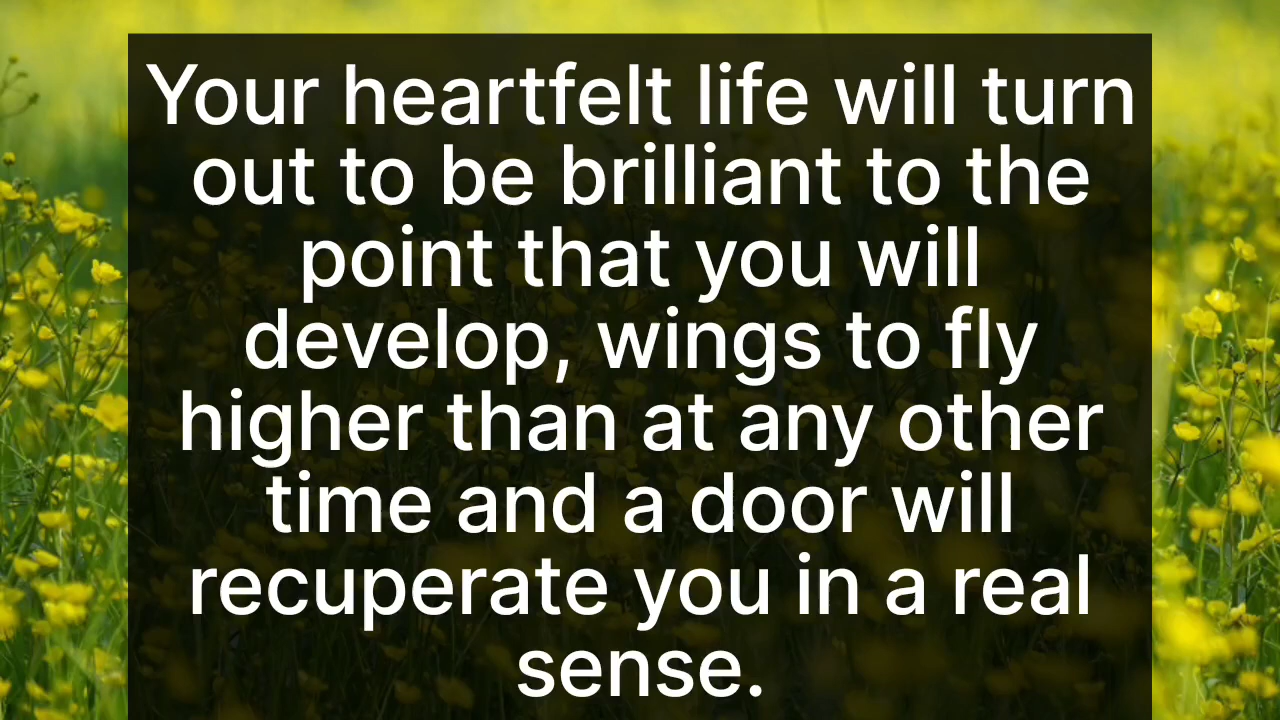 Your heartfelt life will turn
out to be brilliant to the
point that you will
develop, wings to fly
higher than at any other
time and a door will
recuperate you in a real
sense.